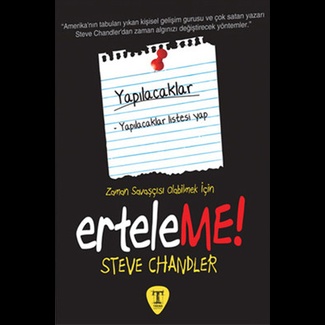 "Amerika'nın tabuları yıkan kişisel gelişim gurusu ve çok satan yazarı
Steve Chandler'dan zaman algınızı değiştirecek yöntemler."
Yapılacaklar
- Yapılacaklar listesi yap
Zaman Savaşçısı Olabilmek İçin
erteleME!
STEVE CHANDLER
T